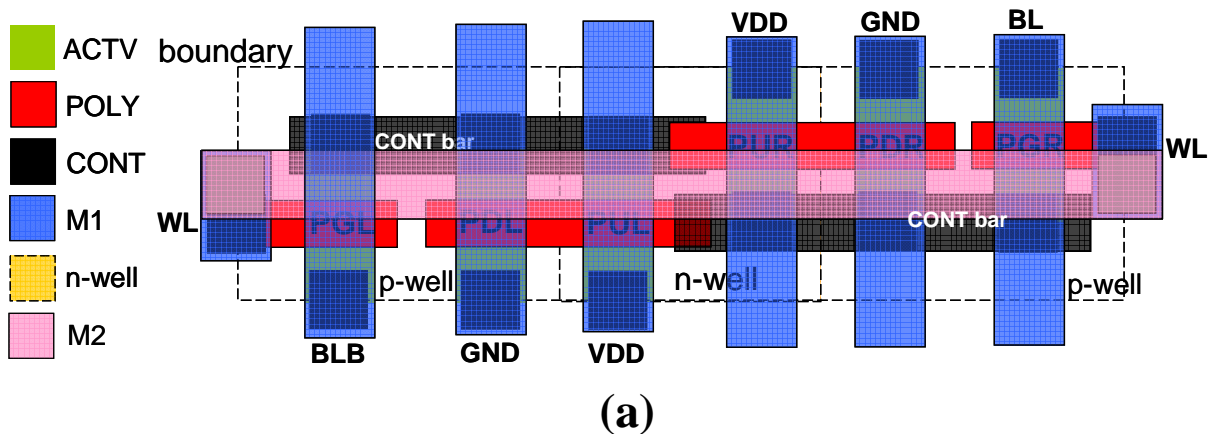 ACTV
POLY
CONT
M1
n-well
M2
boundary
VDD
GND
BL
CONT bar
PUR
PDR
PGR
WL
WL
PGL
PDL
PUL
CONT bar
p-well
n-well
p-well
BLB
GND
VDD
(a)